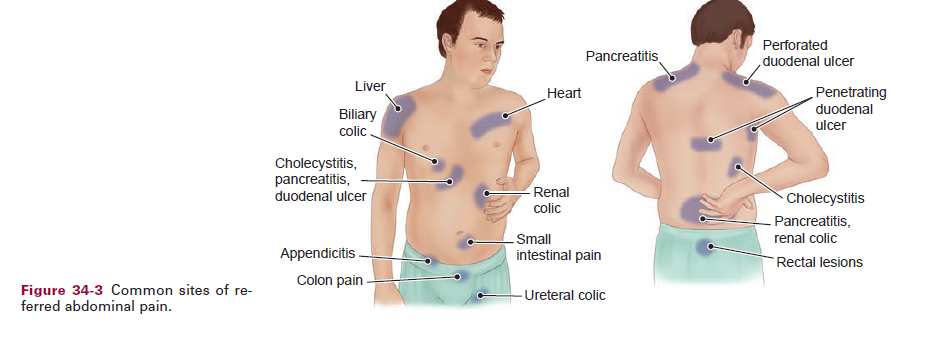 Liver
Biliary
colic
Cholecystitis,
pancreatitis,
duodenal ulcer
Appendicitis
Colon pain
Heart
Renal
colic
Small
intestinal pain
Ureteral colic
Pancreatitis
Perforated
duodenal ulcer
Penetrating
duodenal
ulcer
Cholecystitis
Pancreatitis,
renal colic
Rectal lesions
Figure 34-3 Common sites of re-
ferred abdominal pain.